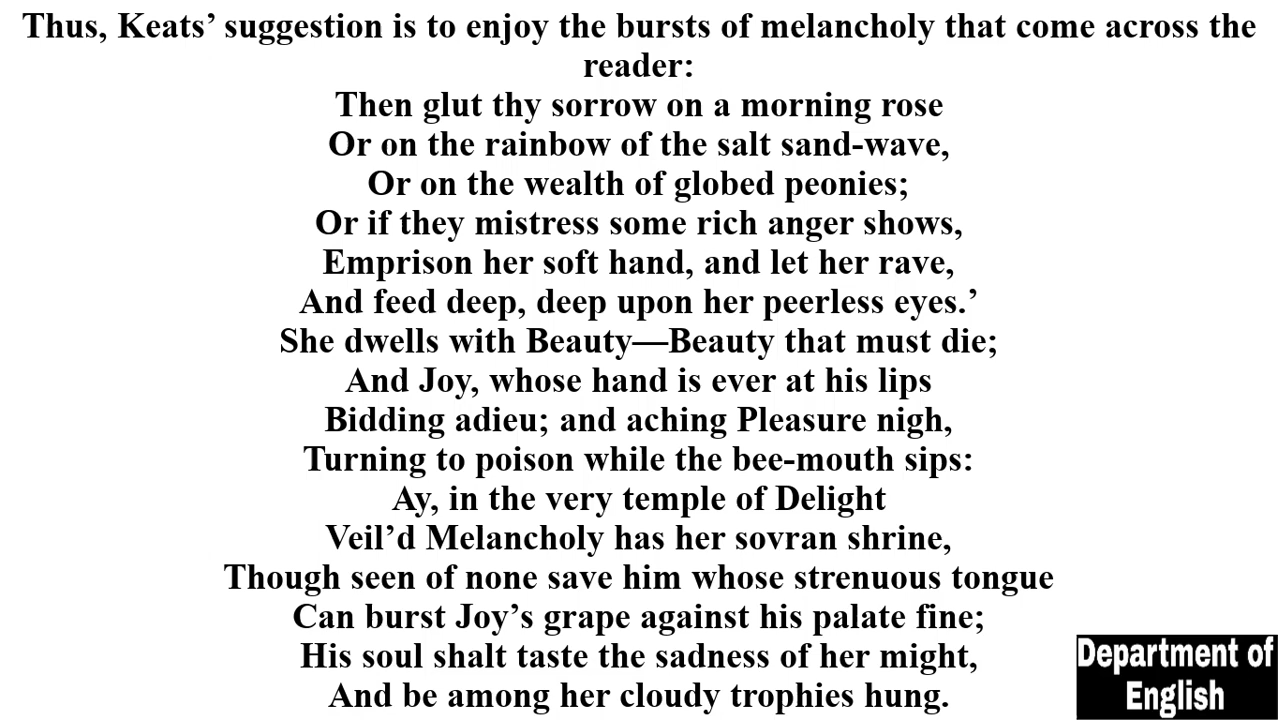 Thus, Keats’ suggestion is to enjoy the bursts of melancholy that come across the
reader:
Then glut thy sorrow on a morning rose
Or on the rainbow of the salt sand-wave,
Or on the wealth of globed peonies;
Or if they mistress some rich anger shows,
Emprison her soft hand, and let her rave,
And feed deep, deep upon her peerless eyes.’
She dwells with Beauty—Beauty that must die;
And Joy, whose hand is ever at his lips
Bidding adieu; and aching Pleasure nigh,
Turning to poison while the bee-mouth sips:
Ay, in the very temple of Delight
Veil’d Melancholy has her sovran shrine,
Though seen of none save him whose strenuous tongue
Can burst Joy’s grape against his palate fine;
His soul shalt taste the sadness of her might,
And be among her cloudy trophies hung.
Department of
English